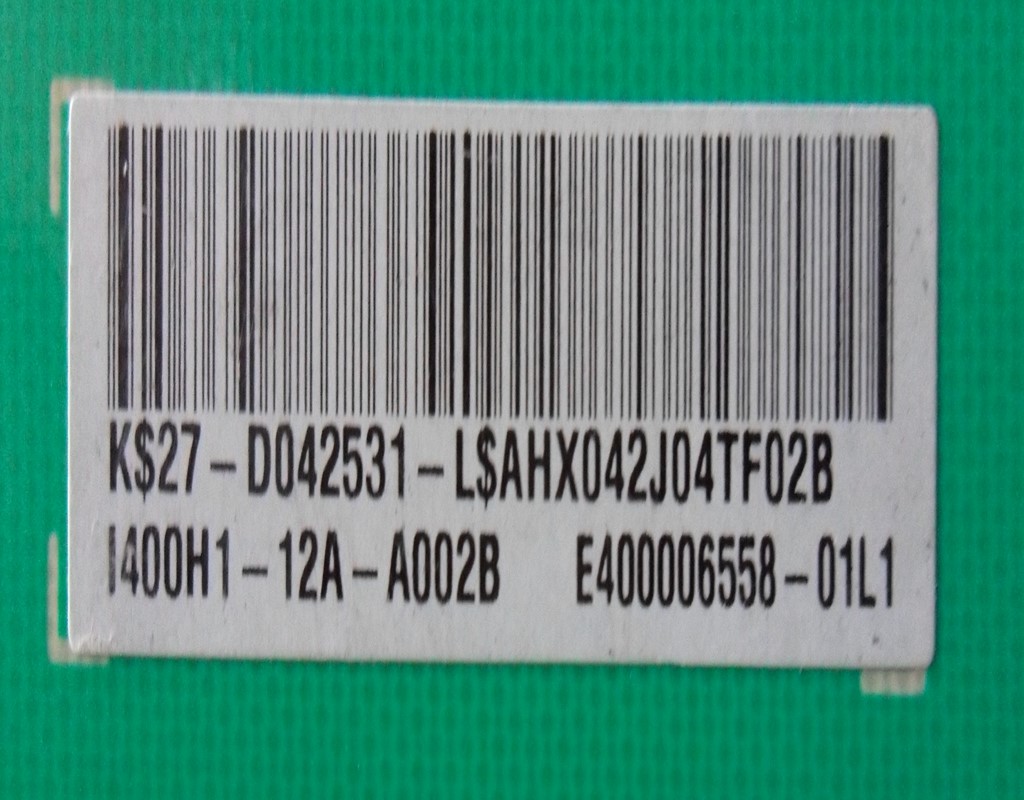 K$27-D042531-L$AHX042J04TF02B
I400H1-12A-A002B E400006558-01L1